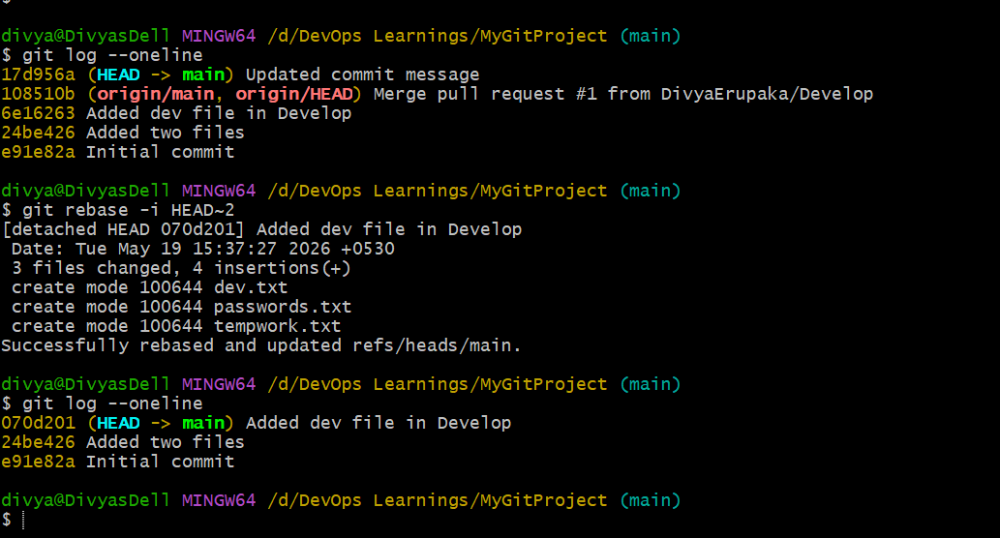 $
divya@DivyasDell MINGW64 /d/DevOps Learnings/MyGitProject (main)
$ git log --oneline
17d956a (HEAD -> main) Updated commit message
108510b (origin/main, origin/HEAD) Merge pull request #1 from DivyaErupaka/Develop
6e16263 Added dev file in Develop
24be426 Added two files
e91e82a Initial commit
divya@DivyasDell MINGW64 /d/DevOps Learnings/MyGitProject (main)
$ git rebase -i HEAD~2
[detached HEAD 070d201] Added dev file in Develop
Date: Tue May 19 15:37:27 2026 +0530
3 files changed, 4 insertions(+)
create mode 100644 dev.txt
create mode 100644 passwords.txt
create mode 100644 tempwork.txt
Successfully rebased and updated refs/heads/main.
divya@DivyasDell MINGW64 /d/DevOps Learnings/MyGitProject (main)
$ git log --oneline
070d201 (HEAD -> main) Added dev file in Develop
24be426 Added two files
e91e82a Initial commit
divya@DivyasDell MINGW64 /d/DevOps Learnings/MyGitProject (main)
$